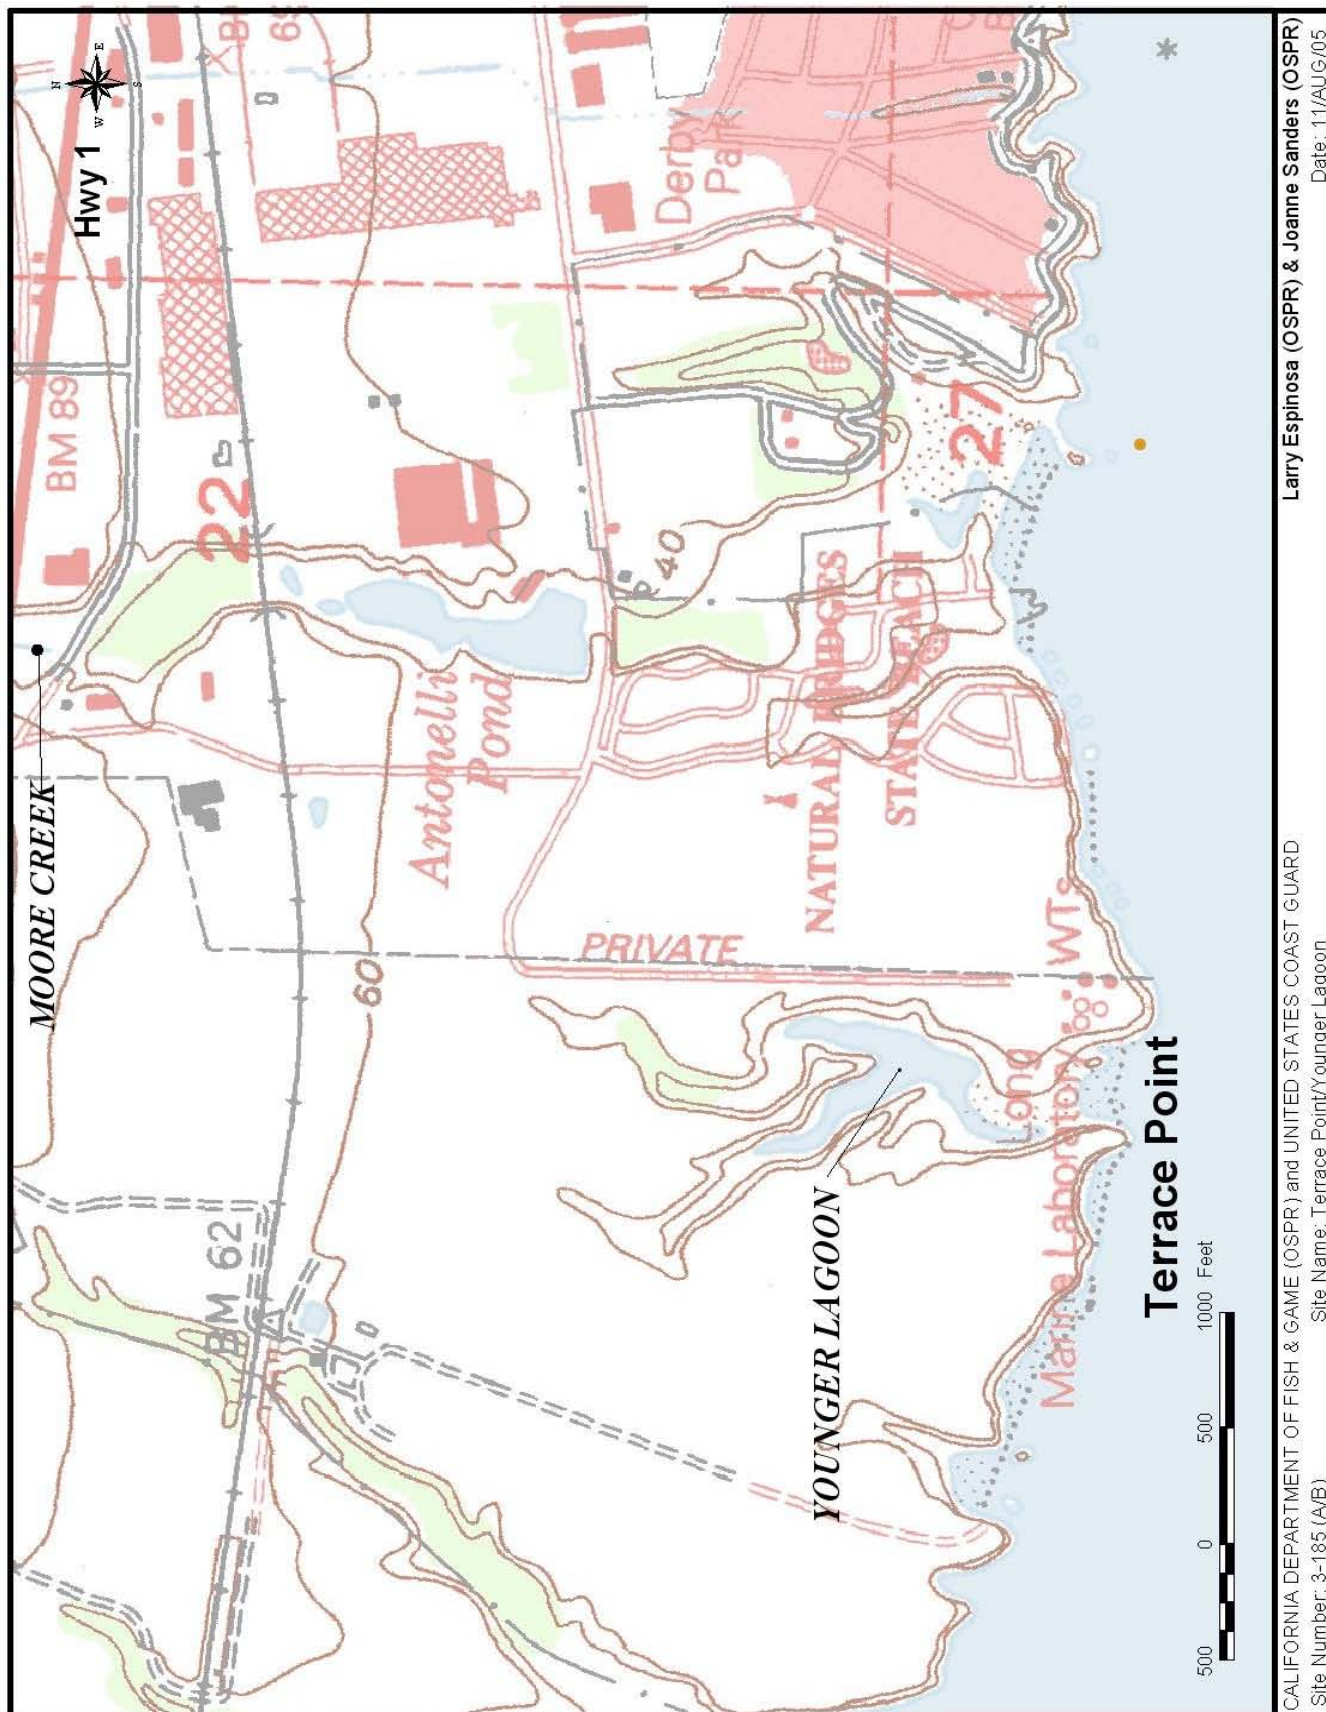 N
W E
S
MOORE CREEK
Hwy 1
BM 89
22
BM 62
60
Antonelli
Pond
PRIVATE
40
Derby
Park
NATURAL BRIDGES
STATE BEACH
YOUNGER LAGOON
27
Long
Marine Laboratory
WTs
Terrace Point
500 0 500 1000 Feet
CALIFORNIA DEPARTMENT OF FISH & GAME (OSPR) and UNITED STATES COAST GUARD Larry Espinosa (OSPR) & Joanne Sanders (OSPR)
Site Number: 3-185 (A/B) Site Name: Terrace Point/Younger Lagoon Date: 11/AUG/05